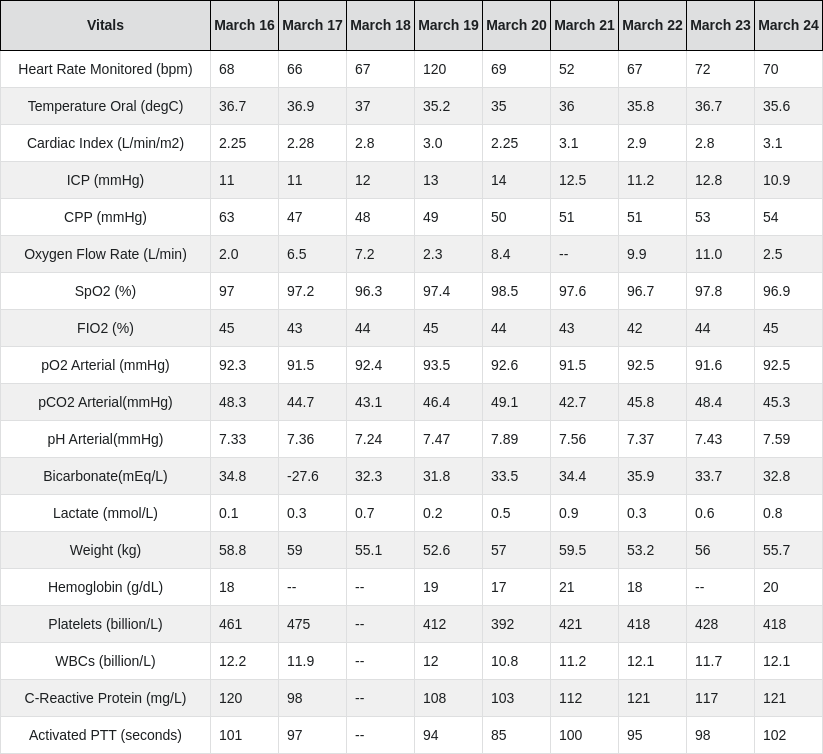 Vitals March 16 March 17 March 18 March 19 March 20 March 21 March 22 March 23 March 24
Heart Rate Monitored (bpm) 68 66 67 120 69 52 67 72 70
Temperature Oral (degC) 36.7 36.9 37 35.2 35 36 35.8 36.7 35.6
Cardiac Index (L/min/m2) 2.25 2.28 2.8 3.0 2.25 3.1 2.9 2.8 3.1
ICP (mmHg) 11 11 12 13 14 12.5 11.2 12.8 10.9
CPP (mmHg) 63 47 48 49 50 51 51 53 54
Oxygen Flow Rate (L/min) 2.0 6.5 7.2 2.3 8.4 -- 9.9 11.0 2.5
SpO2 (%) 97 97.2 96.3 97.4 98.5 97.6 96.7 97.8 96.9
FIO2 (%) 45 43 44 45 44 43 42 44 45
pO2 Arterial (mmHg) 92.3 91.5 92.4 93.5 92.6 91.5 92.5 91.6 92.5
pCO2 Arterial(mmHg) 48.3 44.7 43.1 46.4 49.1 42.7 45.8 48.4 45.3
pH Arterial(mmHg) 7.33 7.36 7.24 7.47 7.89 7.56 7.37 7.43 7.59
Bicarbonate(mEq/L) 34.8 -27.6 32.3 31.8 33.5 34.4 35.9 33.7 32.8
Lactate (mmol/L) 0.1 0.3 0.7 0.2 0.5 0.9 0.3 0.6 0.8
Weight (kg) 58.8 59 55.1 52.6 57 59.5 53.2 56 55.7
Hemoglobin (g/dL) 18 -- -- 19 17 21 18 -- 20
Platelets (billion/L) 461 475 -- 412 392 421 418 428 418
WBCs (billion/L) 12.2 11.9 -- 12 10.8 11.2 12.1 11.7 12.1
C-Reactive Protein (mg/L) 120 98 -- 108 103 112 121 117 121
Activated PTT (seconds) 101 97 -- 94 85 100 95 98 102